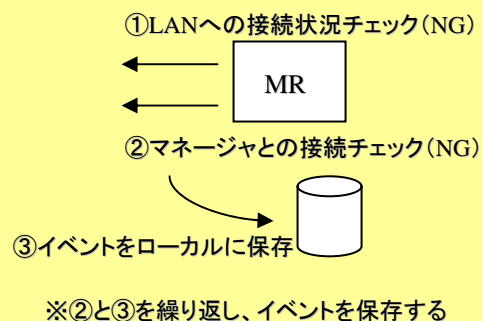 ①LANへの接続状況チェック(NG)
MR
②マネージャとの接続チェック(NG)
③イベントをローカルに保存
※②と③を繰り返し、イベントを保存する